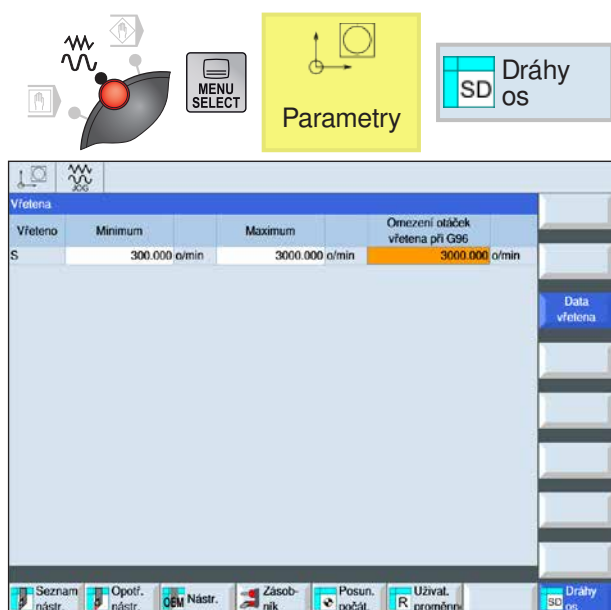 MENU
SELECT
Parametry
SD
Dráhy
os
JOG
Vřetena
Vřeteno Minimum Maximum Omezení otáček
vřetena při G96
S 300.000 o/min 3000.000 o/min 3000.000 o/min
Data
vřetena
Seznam
nástr.
Opotř.
nástr.
OEM Nástr.
Zásob-
ník
Posun.
počát.
R
Uživat.
proměnn
SD
Dráhy
os